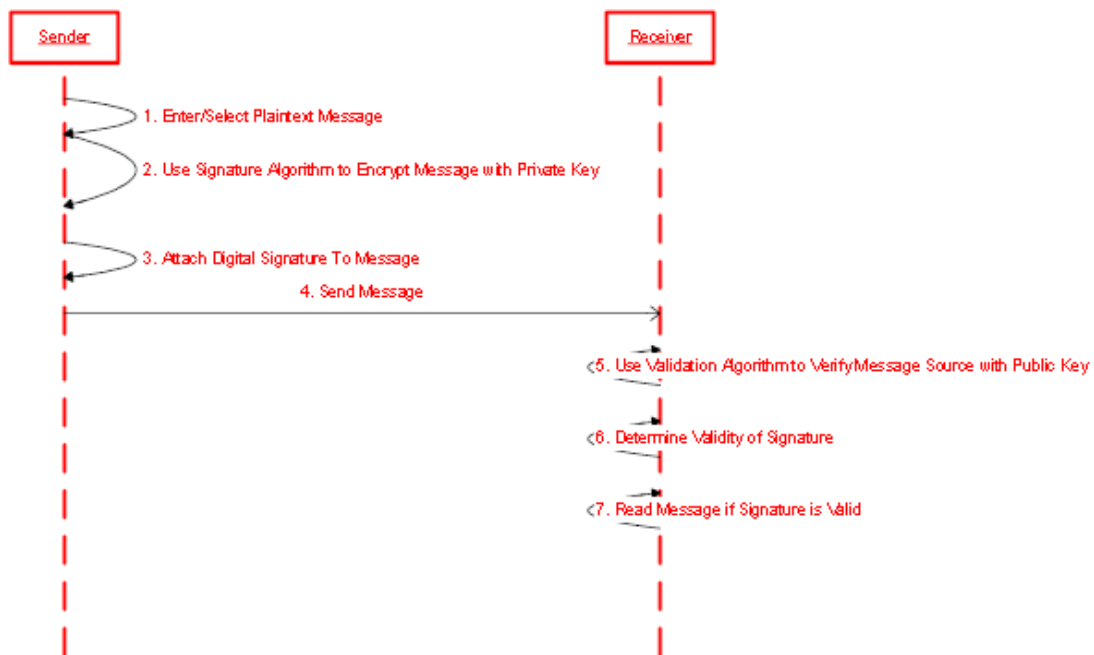 Sender
Receiver
1. Enter/Select Plaintext Message
2. Use Signature Algorithm to Encrypt Message with Private Key
3. Attach Digital Signature To Message
4. Send Message
5. Use Validation Algorithm to Verify Message Source with Public Key
6. Determine Validity of Signature
7. Read Message if Signature is Valid